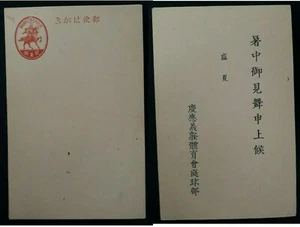 郵便はかき
暑中御見舞申上候
盛夏
慶應義塾體育會庭球部